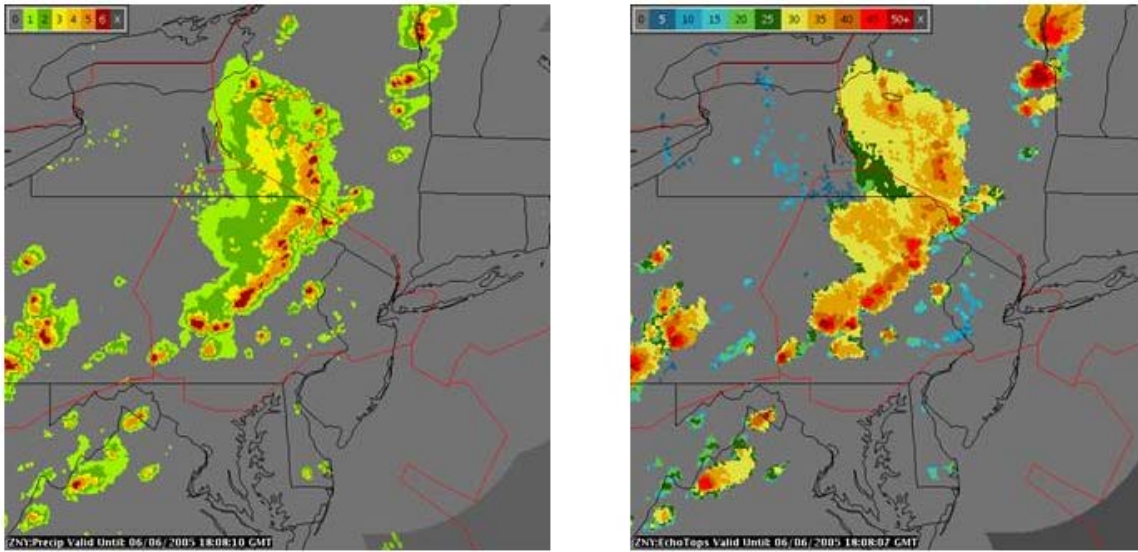 0 1 2 3 4 5 6 X
0 5 10 15 20 25 30 35 40 45 50+ X
ZNY:Precip Valid Until: 06/06/2005 18:08:10 GMT
ZNY:EchoTops Valid Until: 06/06/2005 18:08:07 GMT